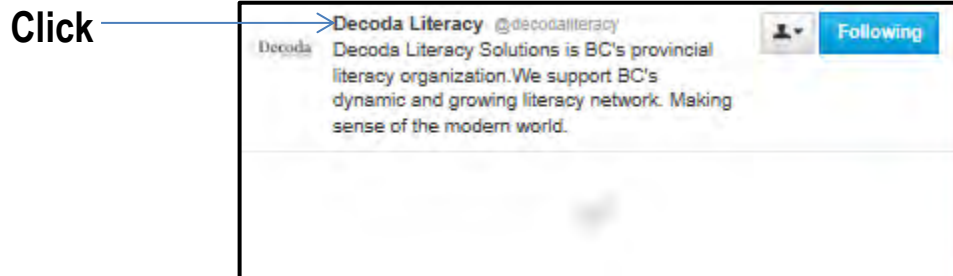 Click
Decoda Literacy @decodaliteracy
Decoda
Decoda Literacy Solutions is BC's provincial
literacy organization.We support BC's
dynamic and growing literacy network. Making
sense of the modern world.
Following